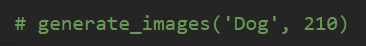 # generate_images('Dog', 210)